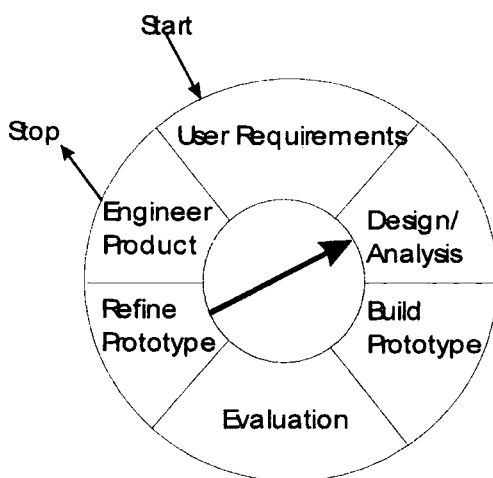 Start
Stop
User Requirements
Engineer
Product
Design/
Analysis
Refine
Prototype
Build
Prototype
Evaluation